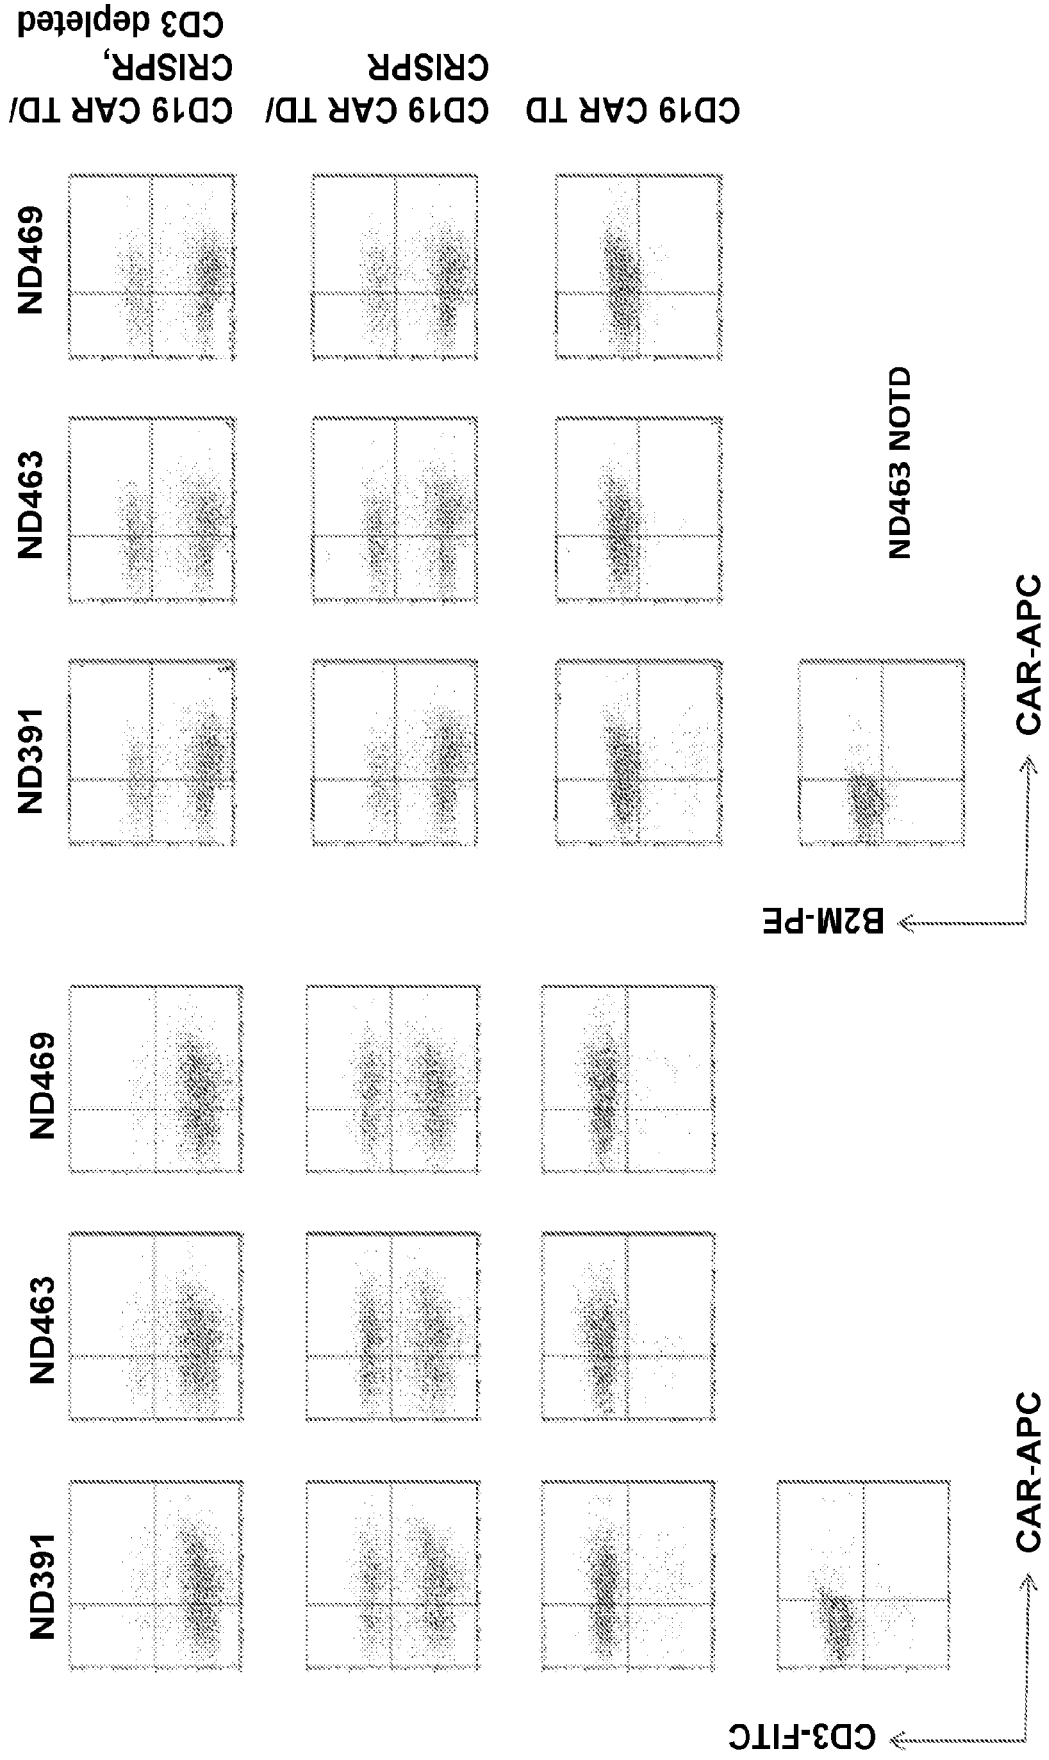 ND391
ND463
ND469
ND391
ND463
ND469
CD19 CAR TD/
CRISPR,
CD3 depleted
CD19 CAR TD/
CRISPR
CD19 CAR TD
ND463 NOTD
CD3-FITC
CAR-APC
B2M-PE
CAR-APC